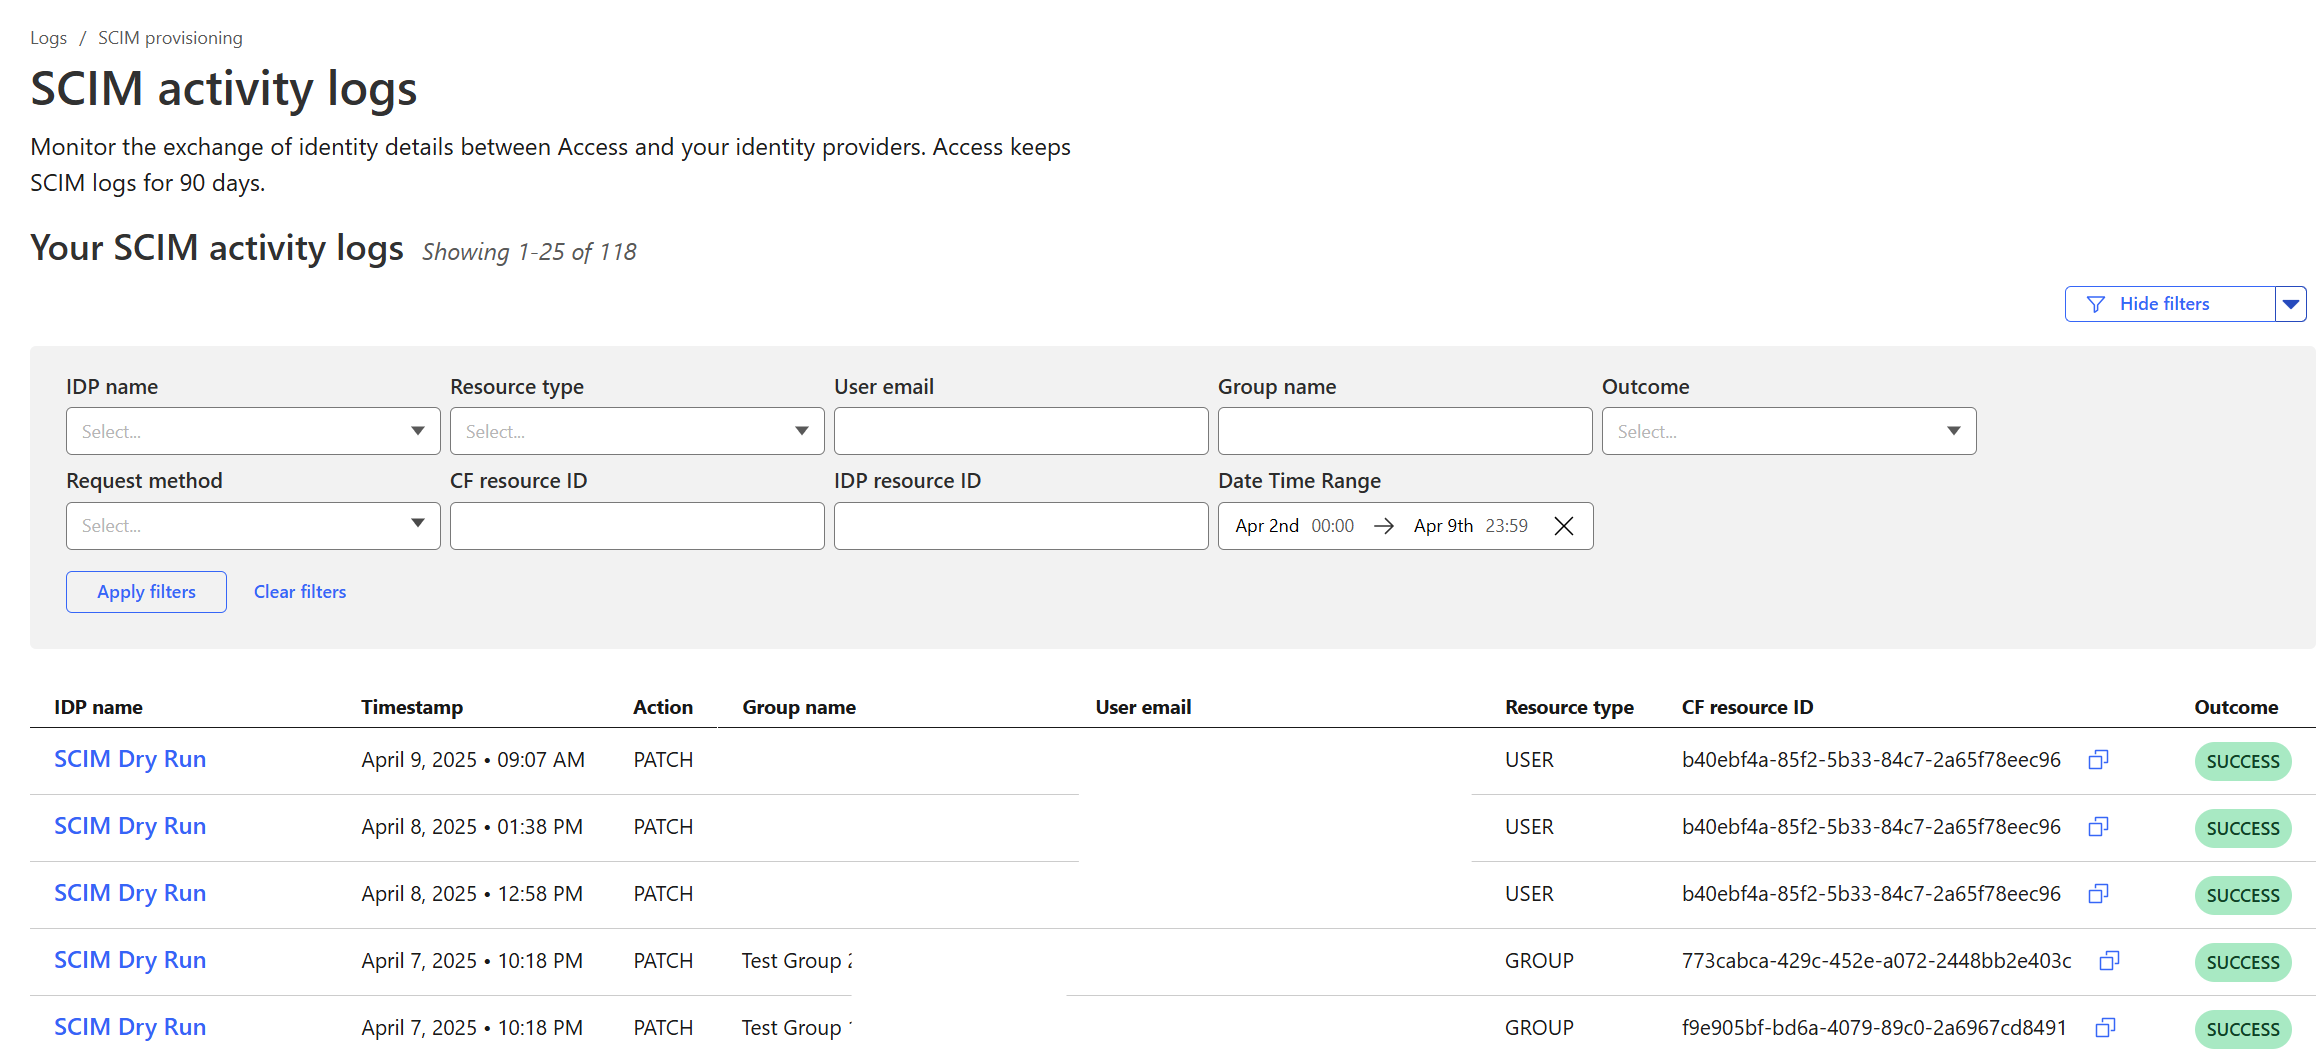 Logs / SCIM provisioning
SCIM activity logs
Monitor the exchange of identity details between Access and your identity providers. Access keeps
SCIM logs for 90 days.
Your SCIM activity logs Showing 1-25 of 118
Hide filters
IDP name Resource type User email Group name Outcome
Select... Select... Select...
Request method CF resource ID IDP resource ID Date Time Range
Select... Apr 2nd 00:00 → Apr 9th 23:59
Apply filters Clear filters
IDP name Timestamp Action Group name User email Resource type CF resource ID Outcome
SCIM Dry Run April 9, 2025 • 09:07 AM PATCH USER b40ebf4a-85f2-5b33-84c7-2a65f78eec96 SUCCESS
SCIM Dry Run April 8, 2025 • 01:38 PM PATCH USER b40ebf4a-85f2-5b33-84c7-2a65f78eec96 SUCCESS
SCIM Dry Run April 8, 2025 • 12:58 PM PATCH USER b40ebf4a-85f2-5b33-84c7-2a65f78eec96 SUCCESS
SCIM Dry Run April 7, 2025 • 10:18 PM PATCH Test Group GROUP 773cabca-429c-452e-a072-2448bb2e403c SUCCESS
SCIM Dry Run April 7, 2025 • 10:18 PM PATCH Test Group GROUP f9e905bf-bd6a-4079-89c0-2a6967cd8491 SUCCESS